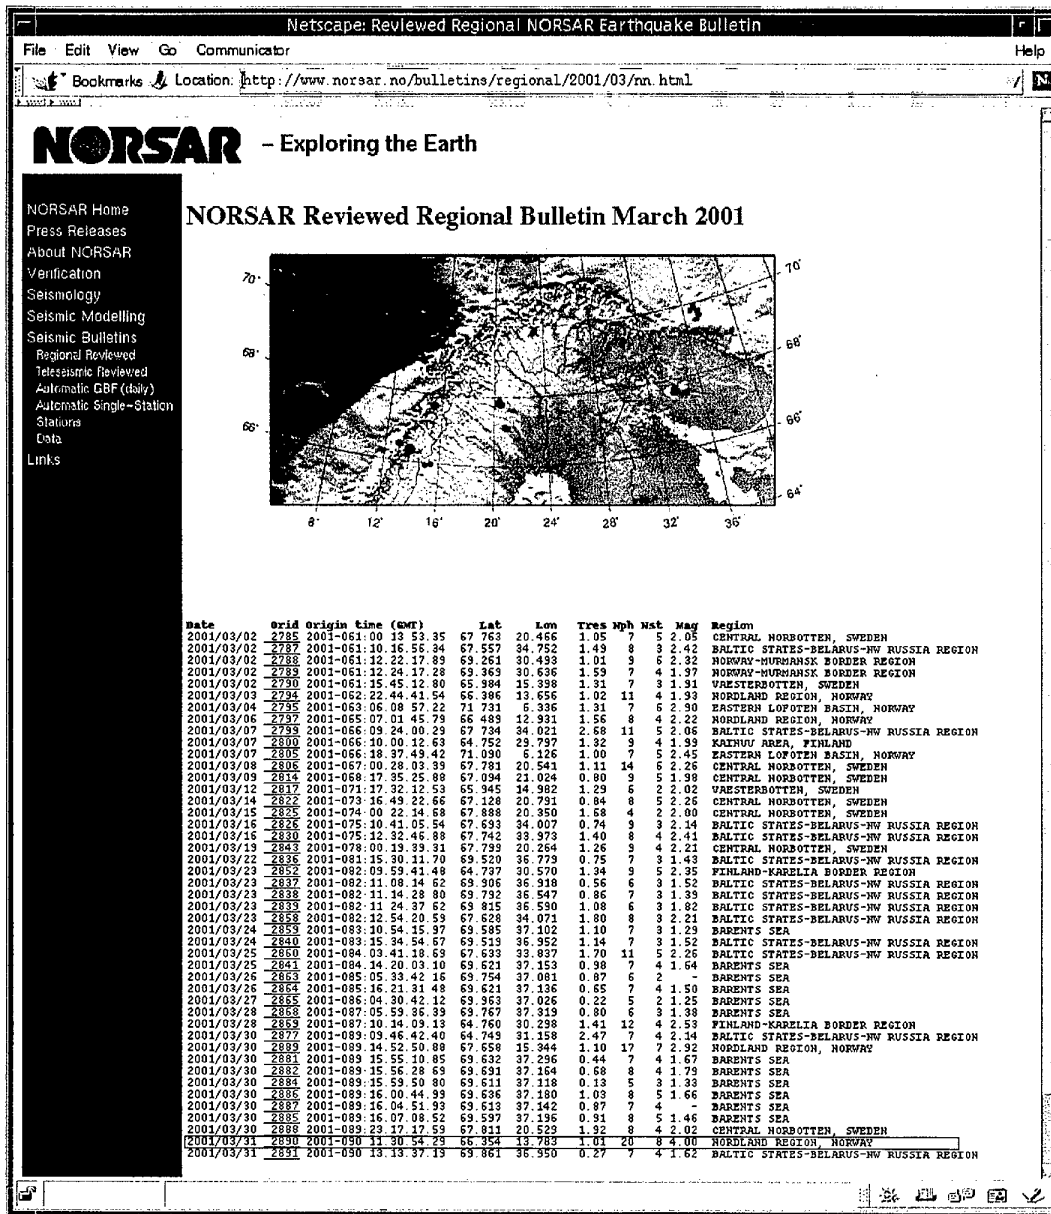 Netscape: Reviewed Regional NORSAR Earthquake Bulletin
File Edit View Go Communicator Help
Bookmarks Location: http://www.norsar.no/bulletins/regional/2001/03/nn.html
NORSAR – Exploring the Earth
NORSAR Home
Press Releases
About NORSAR
Verification
Seismology
Seismic Modelling
Seismic Bulletins
Regional Reviewed
Teleseismic Reviewed
Automatic GBF (daily)
Automatic Single-Station
Stations
Data
Links
NORSAR Reviewed Regional Bulletin March 2001
70° 70°
68° 68°
66° 66°
64°
8° 12° 16° 20° 24° 28° 32° 36°
Date Orid Origin time (GMT) Lat Lon Tres Nph Nst Mag Region
2001/03/02 2785 2001-061:00 13 53.35 67 763 20.466 1.05 7 5 2.05 CENTRAL NORBOTTEN, SWEDEN
2001/03/02 2787 2001-061:10.16.56.34 67.557 34.752 1.49 8 3 2.42 BALTIC STATES-BELARUS-NW RUSSIA REGION
2001/03/02 2788 2001-061:12.22.17.89 69.261 30.493 1.01 9 6 2.32 NORWAY-MURMANSK BORDER REGION
2001/03/02 2789 2001-061:12.24.17.28 69.369 30.636 1.59 7 4 1.97 NORWAY-MURMANSK BORDER REGION
2001/03/02 2790 2001-061:15.45.12.80 65.984 15.398 1.31 7 3 1.91 VAESTERBOTTEN, SWEDEN
2001/03/03 2794 2001-062:22.44.41.54 66.386 13.656 1.02 11 4 1.93 NORDLAND REGION, NORWAY
2001/03/04 2795 2001-063:06.08 57.22 71 731 6.336 1.31 7 6 2.90 EASTERN LOFOTEN BASIN, NORWAY
2001/03/06 2797 2001-065:07.01 45.79 66 489 12.931 1.56 8 4 2.22 NORDLAND REGION, NORWAY
2001/03/07 2799 2001-066:09.24.00.29 67 734 34.021 2.68 11 5 2.06 BALTIC STATES-BELARUS-NW RUSSIA REGION
2001/03/07 2800 2001-066:10.00.12.63 64.752 29.797 1.32 9 4 1.99 KAINUU AREA, FINLAND
2001/03/07 2805 2001-066:18.37.49.42 71.090 6.126 1.00 7 5 2.45 EASTERN LOFOTEN BASIN, NORWAY
2001/03/08 2806 2001-067:00.28.03.39 67.781 20.541 1.11 14 6 2.26 CENTRAL NORBOTTEN, SWEDEN
2001/03/09 2814 2001-068:17.35.25.88 67.094 21.024 0.80 9 5 1.98 CENTRAL NORBOTTEN, SWEDEN
2001/03/12 2817 2001-071:17.32.12.53 65.945 14.982 1.29 6 2 2.02 VAESTERBOTTEN, SWEDEN
2001/03/14 2822 2001-073:16.49.22.66 67.128 20.791 0.84 8 5 2.26 CENTRAL NORBOTTEN, SWEDEN
2001/03/15 2825 2001-074:00 22.14.68 67.888 20.350 1.68 4 2 2.00 CENTRAL NORBOTTEN, SWEDEN
2001/03/16 2826 2001-075:10.41.05.54 67.693 34.007 0.74 9 3 2.14 BALTIC STATES-BELARUS-NW RUSSIA REGION
2001/03/16 2830 2001-075:12.32.46.88 67.742 33.973 1.40 8 4 2.41 BALTIC STATES-BELARUS-NW RUSSIA REGION
2001/03/19 2843 2001-078:00.19.39.31 67.799 20.264 1.26 9 4 2.21 CENTRAL NORBOTTEN, SWEDEN
2001/03/22 2836 2001-081:15.30.11.70 69.520 36.779 0.75 7 3 1.43 BALTIC STATES-BELARUS-NW RUSSIA REGION
2001/03/23 2852 2001-082:09.59.41.48 64.737 30.570 1.34 9 5 2.35 FINLAND-KARELIA BORDER REGION
2001/03/23 2837 2001-082:11.08.14 62 69.906 36.918 0.56 6 3 1.52 BALTIC STATES-BELARUS-NW RUSSIA REGION
2001/03/23 2838 2001-082:11.14.28 80 69.792 36.547 0.86 7 3 1.39 BALTIC STATES-BELARUS-NW RUSSIA REGION
2001/03/23 2839 2001-082:11 24.37 62 69.815 36.590 1.08 6 3 1.82 BALTIC STATES-BELARUS-NW RUSSIA REGION
2001/03/23 2858 2001-082:12.54.20.59 67.628 34.071 1.80 8 3 2.21 BALTIC STATES-BELARUS-NW RUSSIA REGION
2001/03/24 2859 2001-083:10.54.15.97 69.585 37.102 1.10 7 3 1.29 BARENTS SEA
2001/03/24 2840 2001-083:15.34.54.67 69.519 36.952 1.14 7 3 1.52 BALTIC STATES-BELARUS-NW RUSSIA REGION
2001/03/25 2860 2001-084.03.41.18.69 67.633 33.837 1.70 11 5 2.26 BALTIC STATES-BELARUS-NW RUSSIA REGION
2001/03/25 2841 2001-084.14.20.03.10 69.621 37.153 0.98 7 4 1.64 BARENTS SEA
2001/03/26 2863 2001-085:05.33.42 16 69.754 37.081 0.87 6 2 - BARENTS SEA
2001/03/26 2864 2001-085:16.21.31 48 69.621 37.136 0.65 7 4 1.50 BARENTS SEA
2001/03/27 2865 2001-086:04.30.42.12 69.963 37.026 0.22 5 2 1.25 BARENTS SEA
2001/03/28 2868 2001-087:05.59.36.39 69.767 37.319 0.80 6 3 1.38 BARENTS SEA
2001/03/28 2869 2001-087:10.14.09.13 64.760 30.298 1.41 12 4 2.53 FINLAND-KARELIA BORDER REGION
2001/03/30 2877 2001-089:09.46.42.40 64.749 31.158 2.47 7 4 2.14 BALTIC STATES-BELARUS-NW RUSSIA REGION
2001/03/30 2889 2001-089.14.52.50.88 67.658 15.344 1.10 17 7 2.92 NORDLAND REGION, NORWAY
2001/03/30 2881 2001-089 15.55.10.85 69.632 37.296 0.44 7 4 1.67 BARENTS SEA
2001/03/30 2882 2001-089:15.56.28 69 69.691 37.164 0.68 8 4 1.79 BARENTS SEA
2001/03/30 2884 2001-089:15.59.50 80 69.611 37.118 0.13 5 3 1.33 BARENTS SEA
2001/03/30 2886 2001-089:16.00.44.99 69.636 37.180 1.03 8 5 1.66 BARENTS SEA
2001/03/30 2887 2001-089:16.04.51.93 69.613 37.142 0.87 7 4 - BARENTS SEA
2001/03/30 2885 2001-089:16.07.08.52 69.597 37.196 0.91 8 5 1.46 BARENTS SEA
2001/03/30 2888 2001-089:23.17.17.59 67.811 20.529 1.92 8 4 2.02 CENTRAL NORBOTTEN, SWEDEN
2001/03/31 2890 2001-090 11.30.54.29 66.354 13.783 1.01 20 8 4.00 NORDLAND REGION, NORWAY
2001/03/31 2891 2001-090 13.13.37.19 69.861 36.950 0.27 7 4 1.62 BALTIC STATES-BELARUS-NW RUSSIA REGION